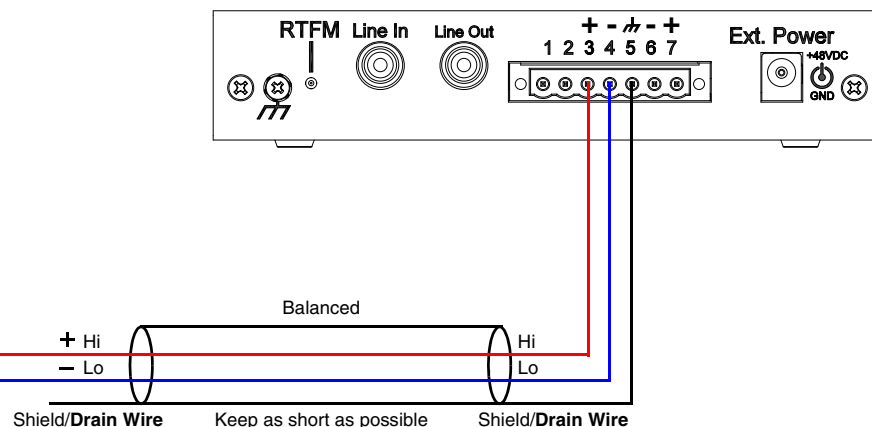 RTFM Line In Line Out + - - + Ext. Power
1 2 3 4 5 6 7
+48VDC
GND
Balanced
+ Hi Hi
− Lo Lo
Shield/Drain Wire Keep as short as possible Shield/Drain Wire